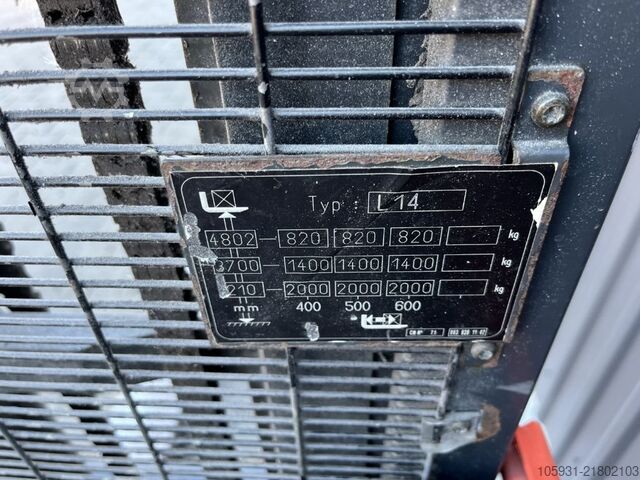 Typ : L 14
4802 820 820 820 kg
3700 1400 1400 1400 kg
210 2000 2000 2000 kg
mm 400 500 600
105931-21802103